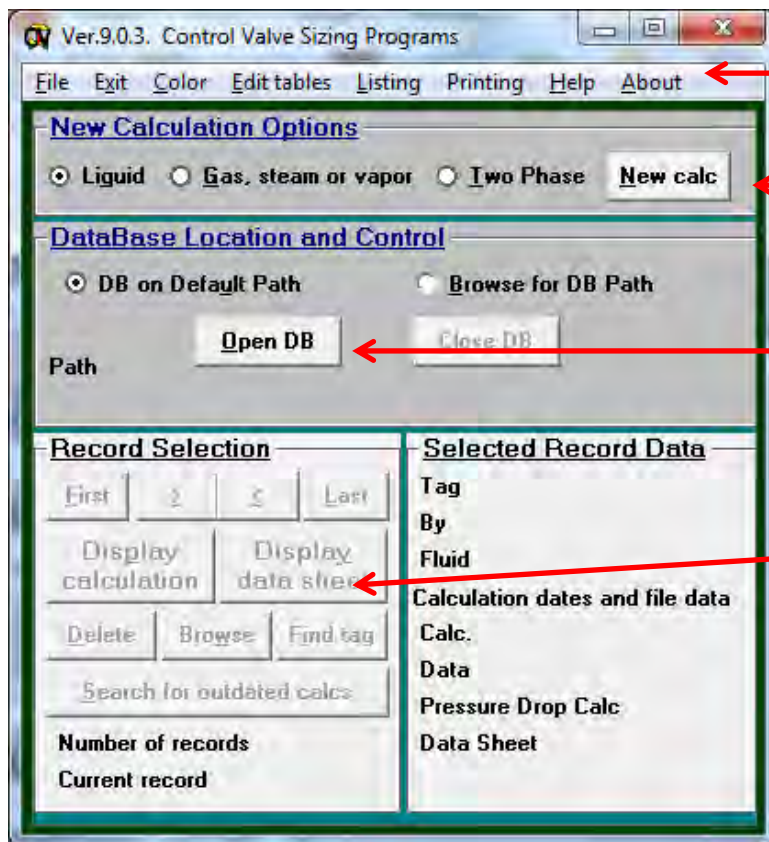 Ver.9.0.3. Control Valve Sizing Programs
File Exit Color Edit tables Listing Printing Help About
New Calculation Options
Liquid Gas, steam or vapor Two Phase New calc
DataBase Location and Control
DB on Default Path Browse for DB Path
Open DB Close DB
Path
Record Selection
First > < Last
Display calculation
Display data sheet
Delete Browse Find tag
Search for outdated calcs
Number of records
Current record
Selected Record Data
Tag
By
Fluid
Calculation dates and file data
Calc.
Data
Pressure Drop Calc
Data Sheet